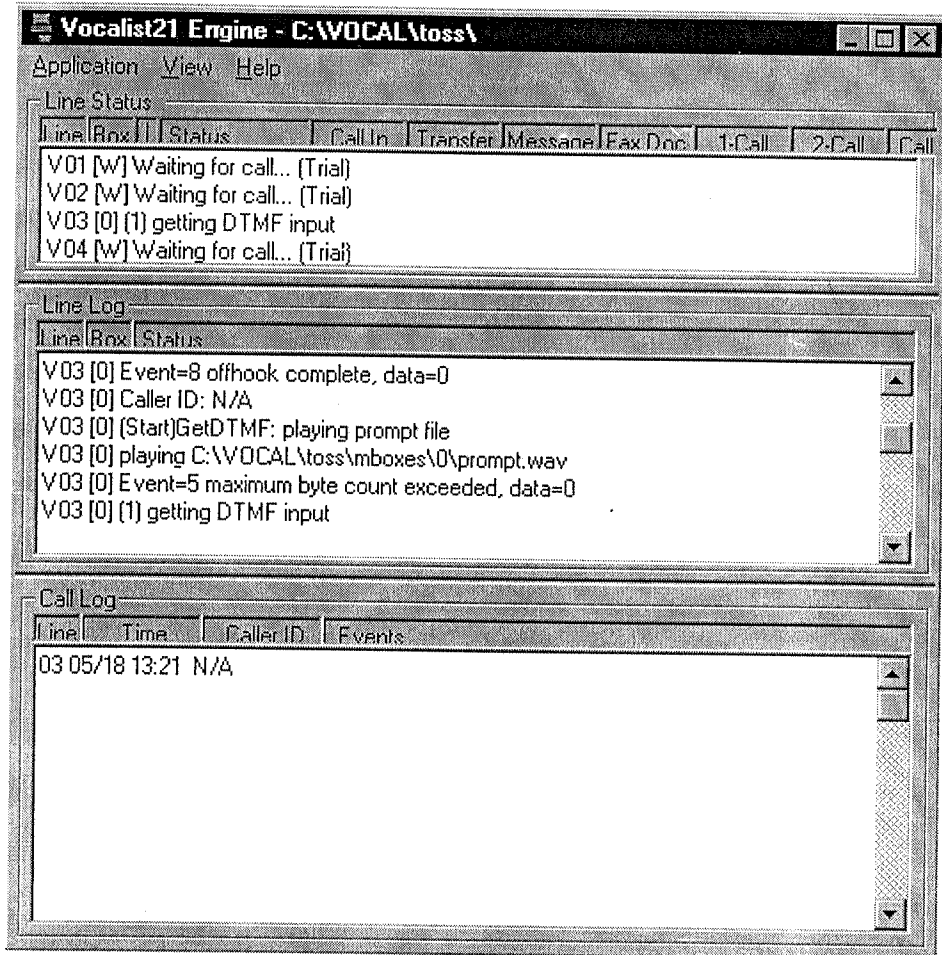 Vocalist21 Engine - C:\VOCAL\toss\
Application View Help
Line Status
Line Box Status Call In Transfer Message Fax Doc 1-Call 2-Call Call
V01 [W] Waiting for call... (Trial)
V02 [W] Waiting for call... (Trial)
V03 [0] (1) getting DTMF input
V04 [W] Waiting for call... (Trial)
Line Log
Line Box Status
V03 [0] Event=8 offhook complete, data=0
V03 [0] Caller ID: N/A
V03 [0] (Start)GetDTMF: playing prompt file
V03 [0] playing C:\VOCAL\toss\mboxes\0\prompt.wav
V03 [0] Event=5 maximum byte count exceeded, data=0
V03 [0] (1) getting DTMF input
Call Log
Line Time Caller ID Events
03 05/18 13:21 N/A